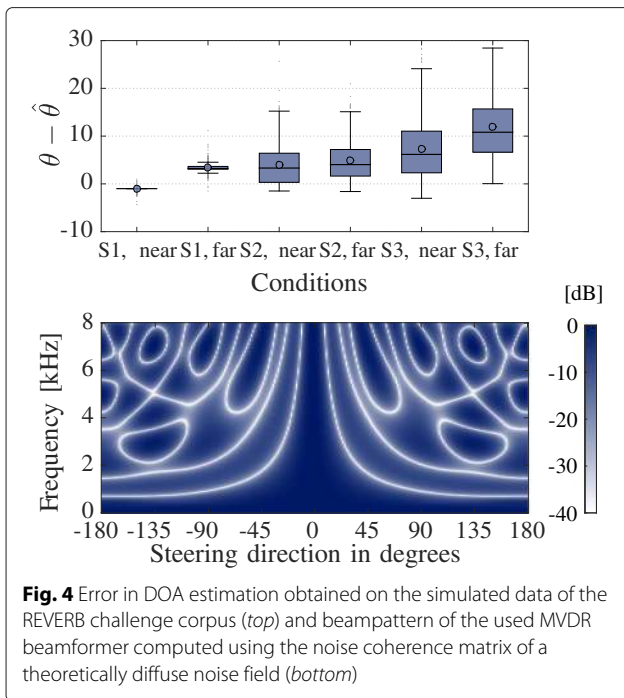 30
20
10
0
-10
θ − θ̂
S1, near S1, far S2, near S2, far S3, near S3, far
Conditions
[dB]
8
6
4
2
0
Frequency [kHz]
0
-10
-20
-30
-40
-180 -135 -90 -45 0 45 90 135 180
Steering direction in degrees
Fig. 4 Error in DOA estimation obtained on the simulated data of the
REVERB challenge corpus (top) and beampattern of the used MVDR
beamformer computed using the noise coherence matrix of a
theoretically diffuse noise field (bottom)